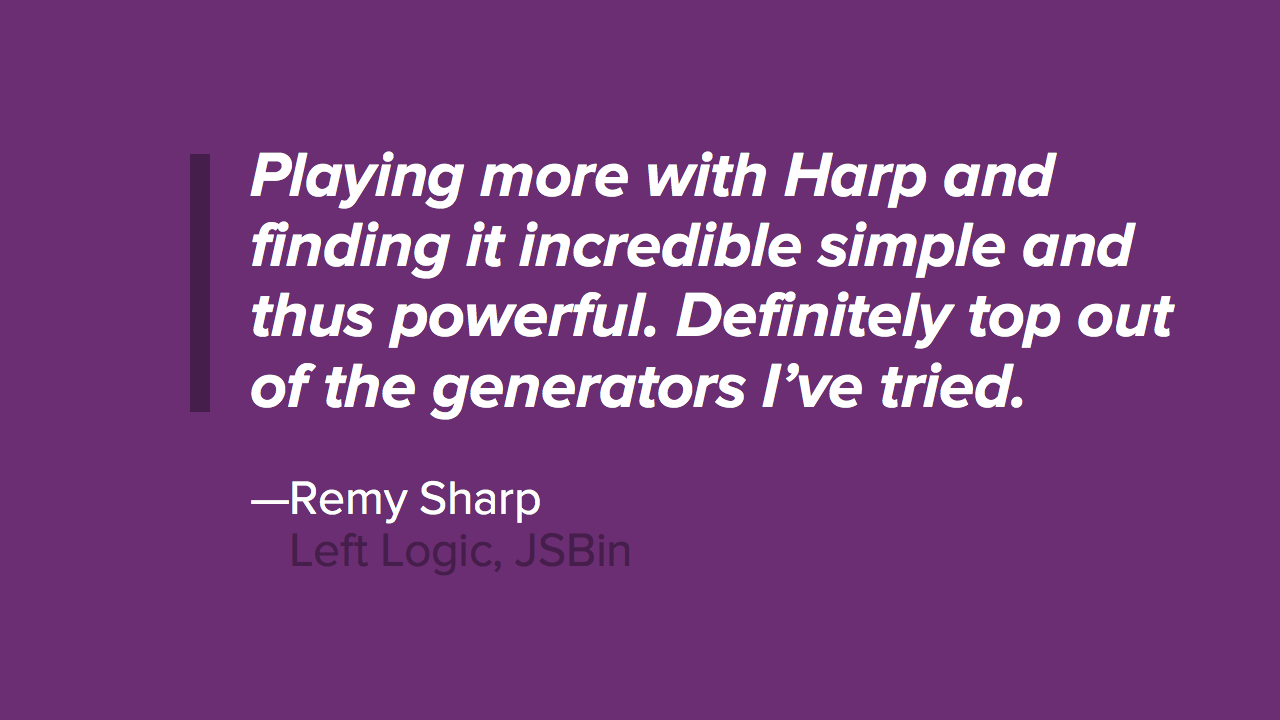 Playing more with Harp and
finding it incredible simple and
thus powerful. Definitely top out
of the generators I’ve tried.
—Remy Sharp
Left Logic, JSBin